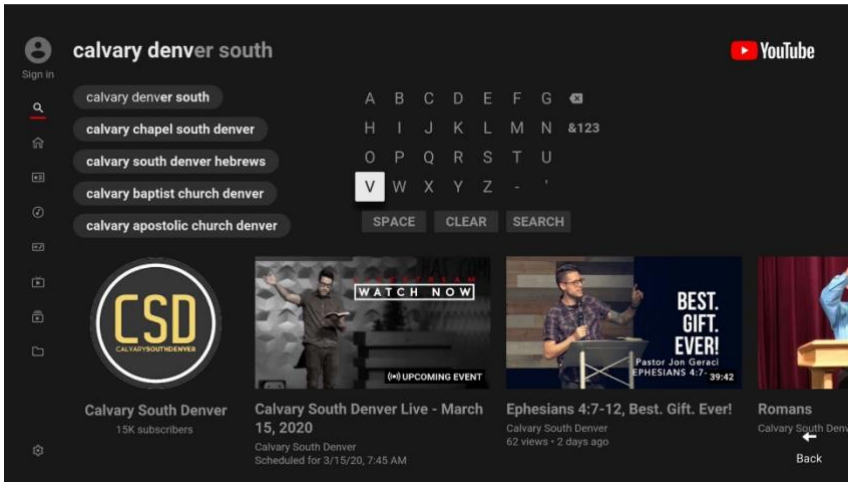 calvary denver south
YouTube
Sign in
calvary denver south
calvary chapel south denver
calvary south denver hebrews
calvary baptist church denver
calvary apostolic church denver
A B C D E F G
H I J K L M N &123
O P Q R S T U
V W X Y Z - '
SPACE CLEAR SEARCH
CSD
CALVARYSOUTHDENVER
Calvary South Denver
15K subscribers
LIVESTREAM
WATCH NOW
UPCOMING EVENT
Calvary South Denver Live - March
15, 2020
Calvary South Denver
Scheduled for 3/15/20, 7:45 AM
BEST.
GIFT.
EVER!
Pastor Jon Geraci
EPHESIANS 4:7-
39:42
Ephesians 4:7-12, Best. Gift. Ever!
Calvary South Denver
62 views • 2 days ago
Romans
Calvary South Denv
Back